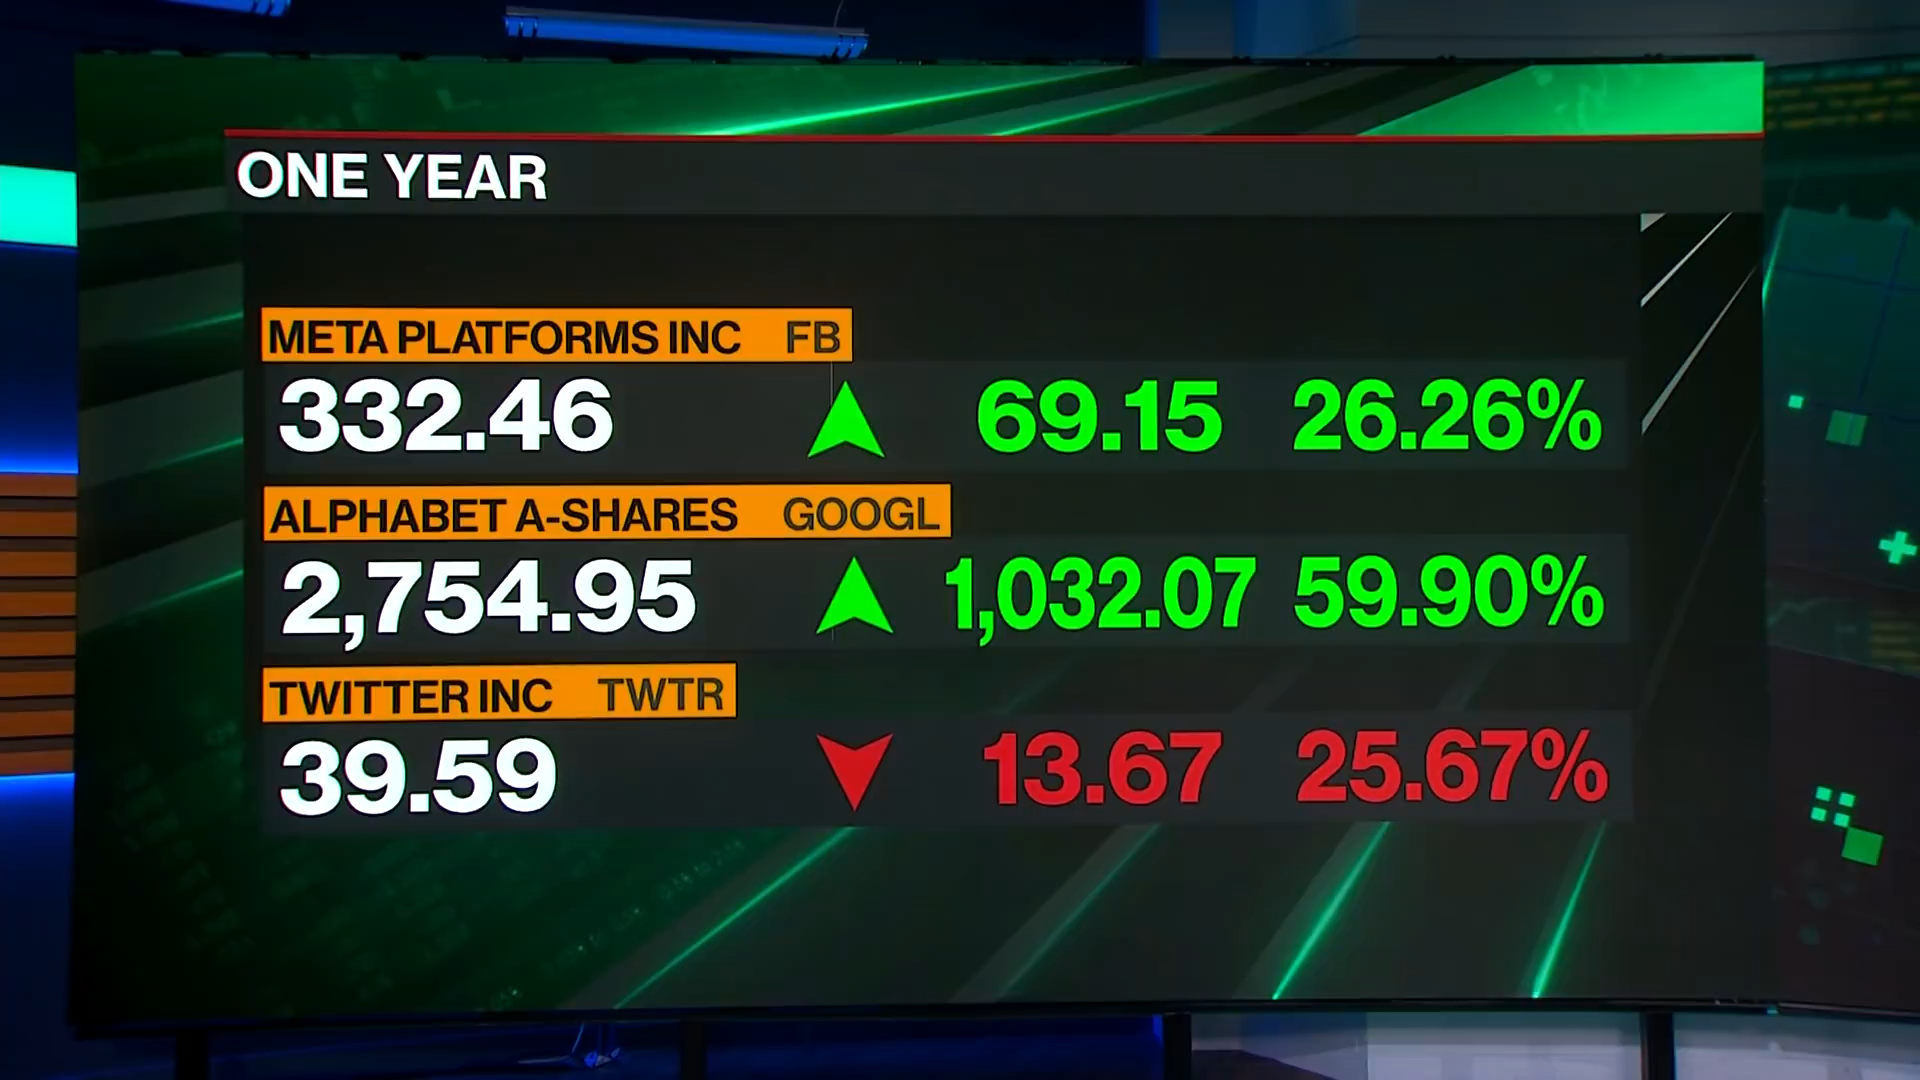 ONE YEAR
META PLATFORMS INC FB
332.46 69.15 26.26%
ALPHABET A-SHARES GOOGL
2,754.95 1,032.07 59.90%
TWITTER INC TWTR
39.59 13.67 25.67%